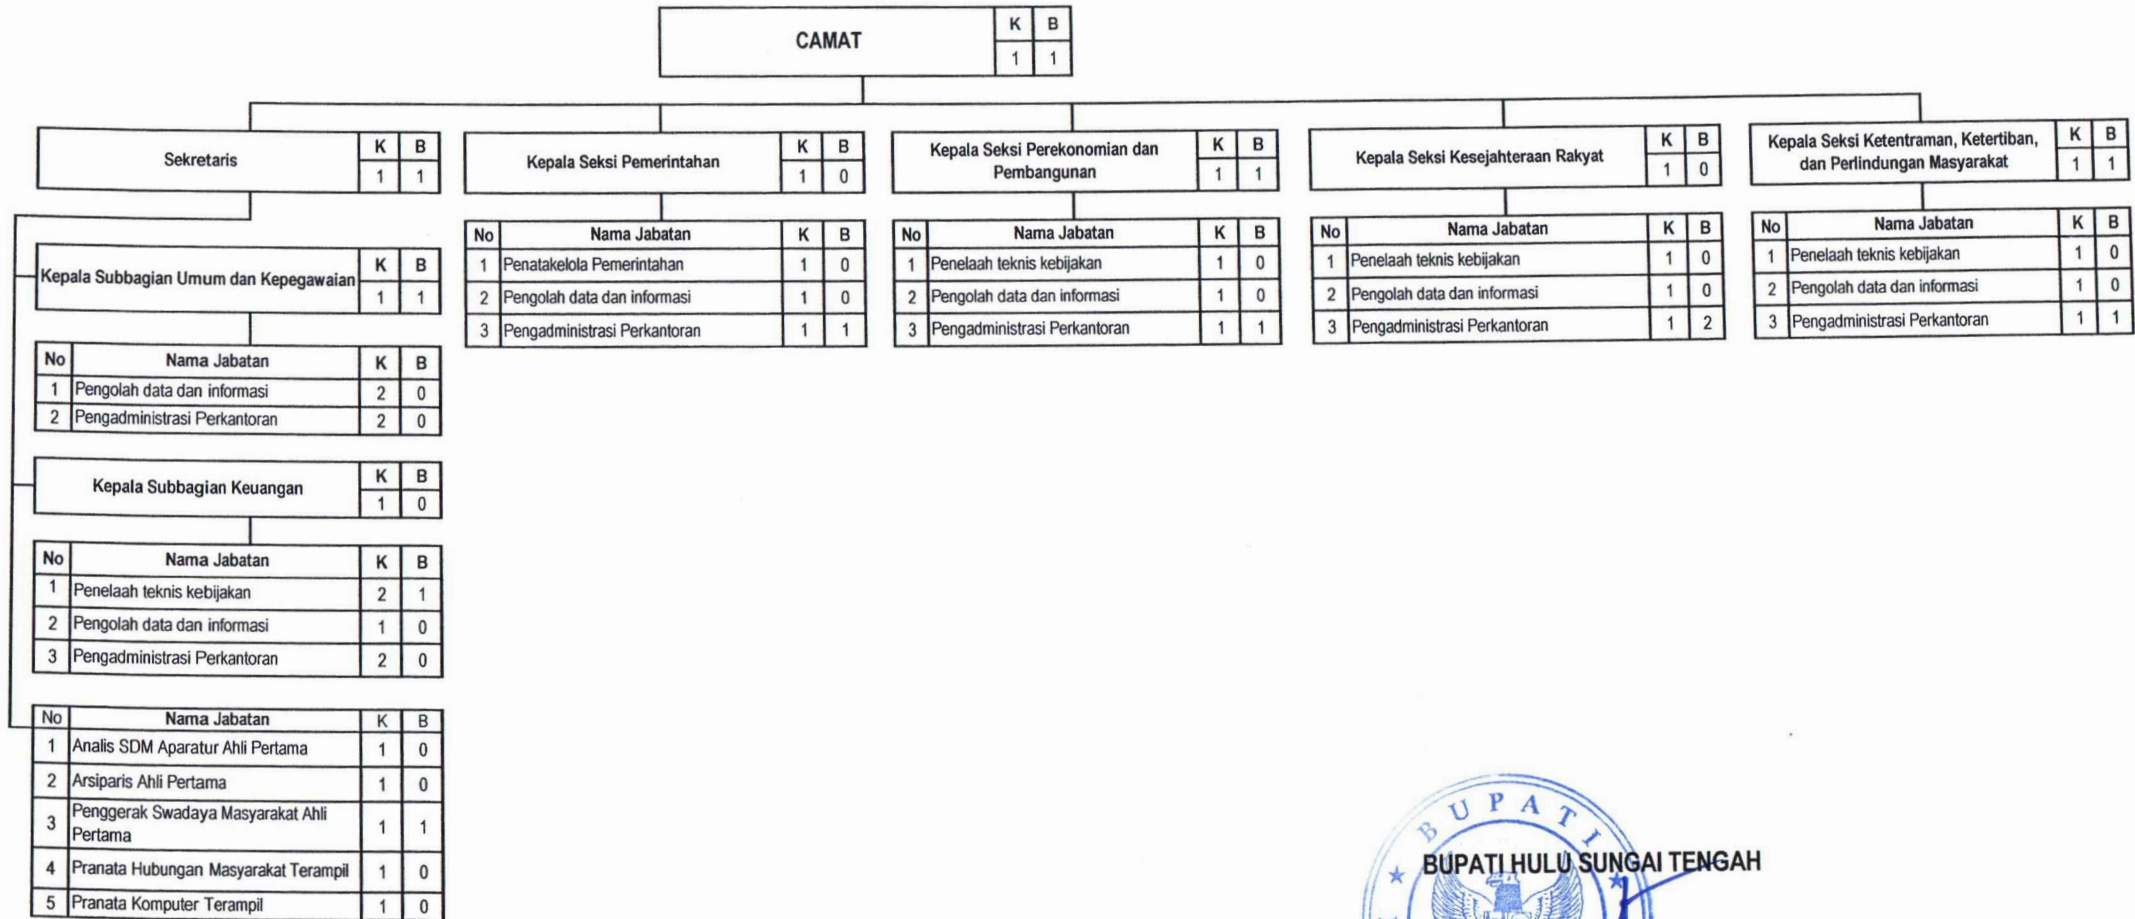 CAMAT K B
1 1
Sekretaris K B
1 1
Kepala Seksi Pemerintahan K B
1 0
Kepala Seksi Perekonomian dan
Pembangunan K B
1 1
Kepala Seksi Kesejahteraan Rakyat K B
1 0
Kepala Seksi Ketentraman, Ketertiban,
dan Perlindungan Masyarakat K B
1 1
No Nama Jabatan K B
1 Penatakelola Pemerintahan 1 0
2 Pengolah data dan informasi 1 0
3 Pengadministrasi Perkantoran 1 1
No Nama Jabatan K B
1 Penelaah teknis kebijakan 1 0
2 Pengolah data dan informasi 1 0
3 Pengadministrasi Perkantoran 1 1
No Nama Jabatan K B
1 Penelaah teknis kebijakan 1 0
2 Pengolah data dan informasi 1 0
3 Pengadministrasi Perkantoran 1 2
No Nama Jabatan K B
1 Penelaah teknis kebijakan 1 0
2 Pengolah data dan informasi 1 0
3 Pengadministrasi Perkantoran 1 1
Kepala Subbagian Umum dan Kepegawaian K B
1 1
No Nama Jabatan K B
1 Pengolah data dan informasi 2 0
2 Pengadministrasi Perkantoran 2 0
Kepala Subbagian Keuangan K B
1 0
No Nama Jabatan K B
1 Penelaah teknis kebijakan 2 1
2 Pengolah data dan informasi 1 0
3 Pengadministrasi Perkantoran 2 0
No Nama Jabatan K B
1 Analis SDM Aparatur Ahli Pertama 1 0
2 Arsiparis Ahli Pertama 1 0
3 Penggerak Swadaya Masyarakat Ahli
Pertama 1 1
4 Pranata Hubungan Masyarakat Terampil 1 0
5 Pranata Komputer Terampil 1 0
BUPATI
BUPATI HULU SUNGAI TENGAH